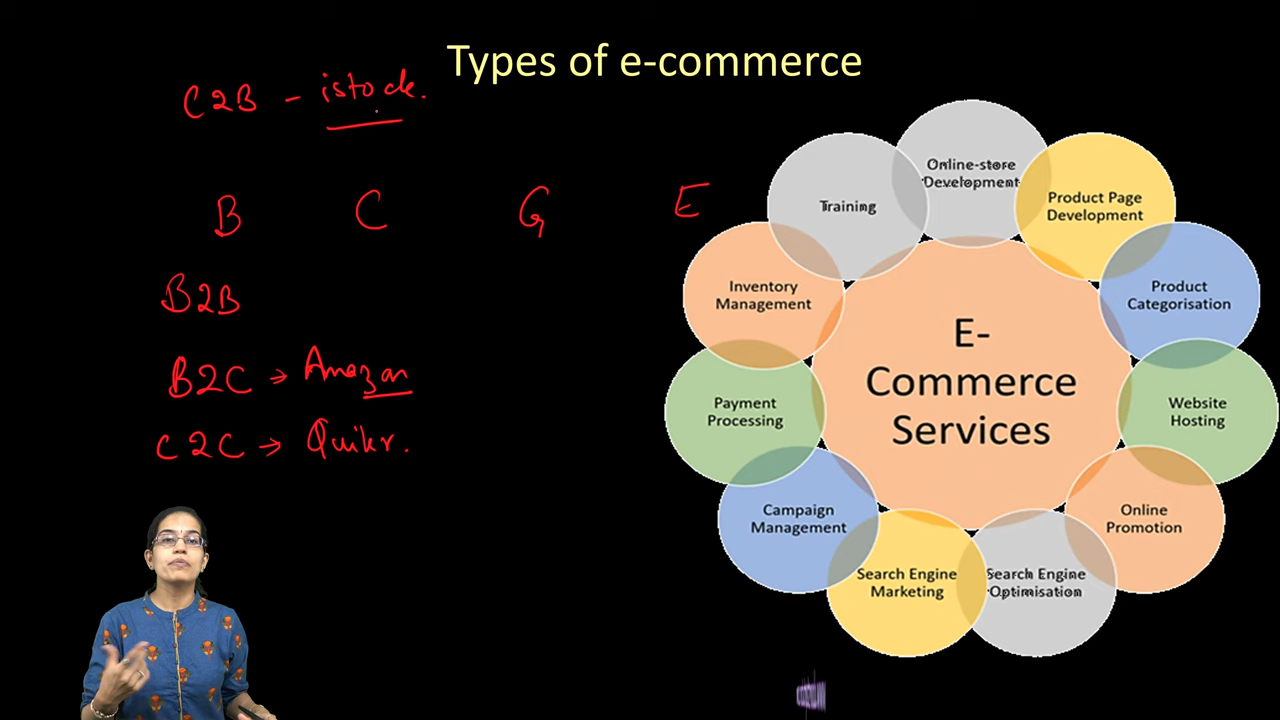 Types of e-commerce
C2B - istock.
B C G E
B2B
B2C → Amazon
C2C → Quikr.
Online-store
Development
Product Page
Development
Product
Categorisation
Website
Hosting
Online
Promotion
Search Engine
Optimisation
Search Engine
Marketing
Campaign
Management
Payment
Processing
Inventory
Management
Training
E-
Commerce
Services